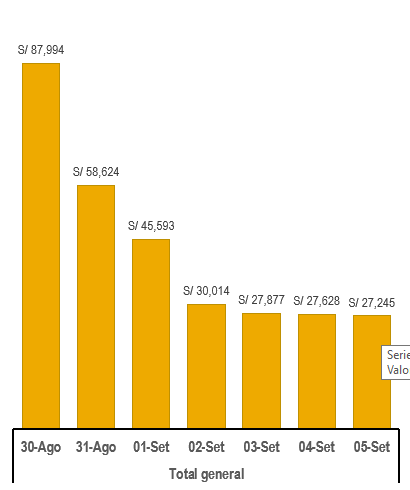 S/ 87,994
S/ 58,624
S/ 45,593
S/ 30,014
S/ 27,877
S/ 27,628
S/ 27,245
Serie
Valo
30-Ago 31-Ago 01-Set 02-Set 03-Set 04-Set 05-Set
Total general